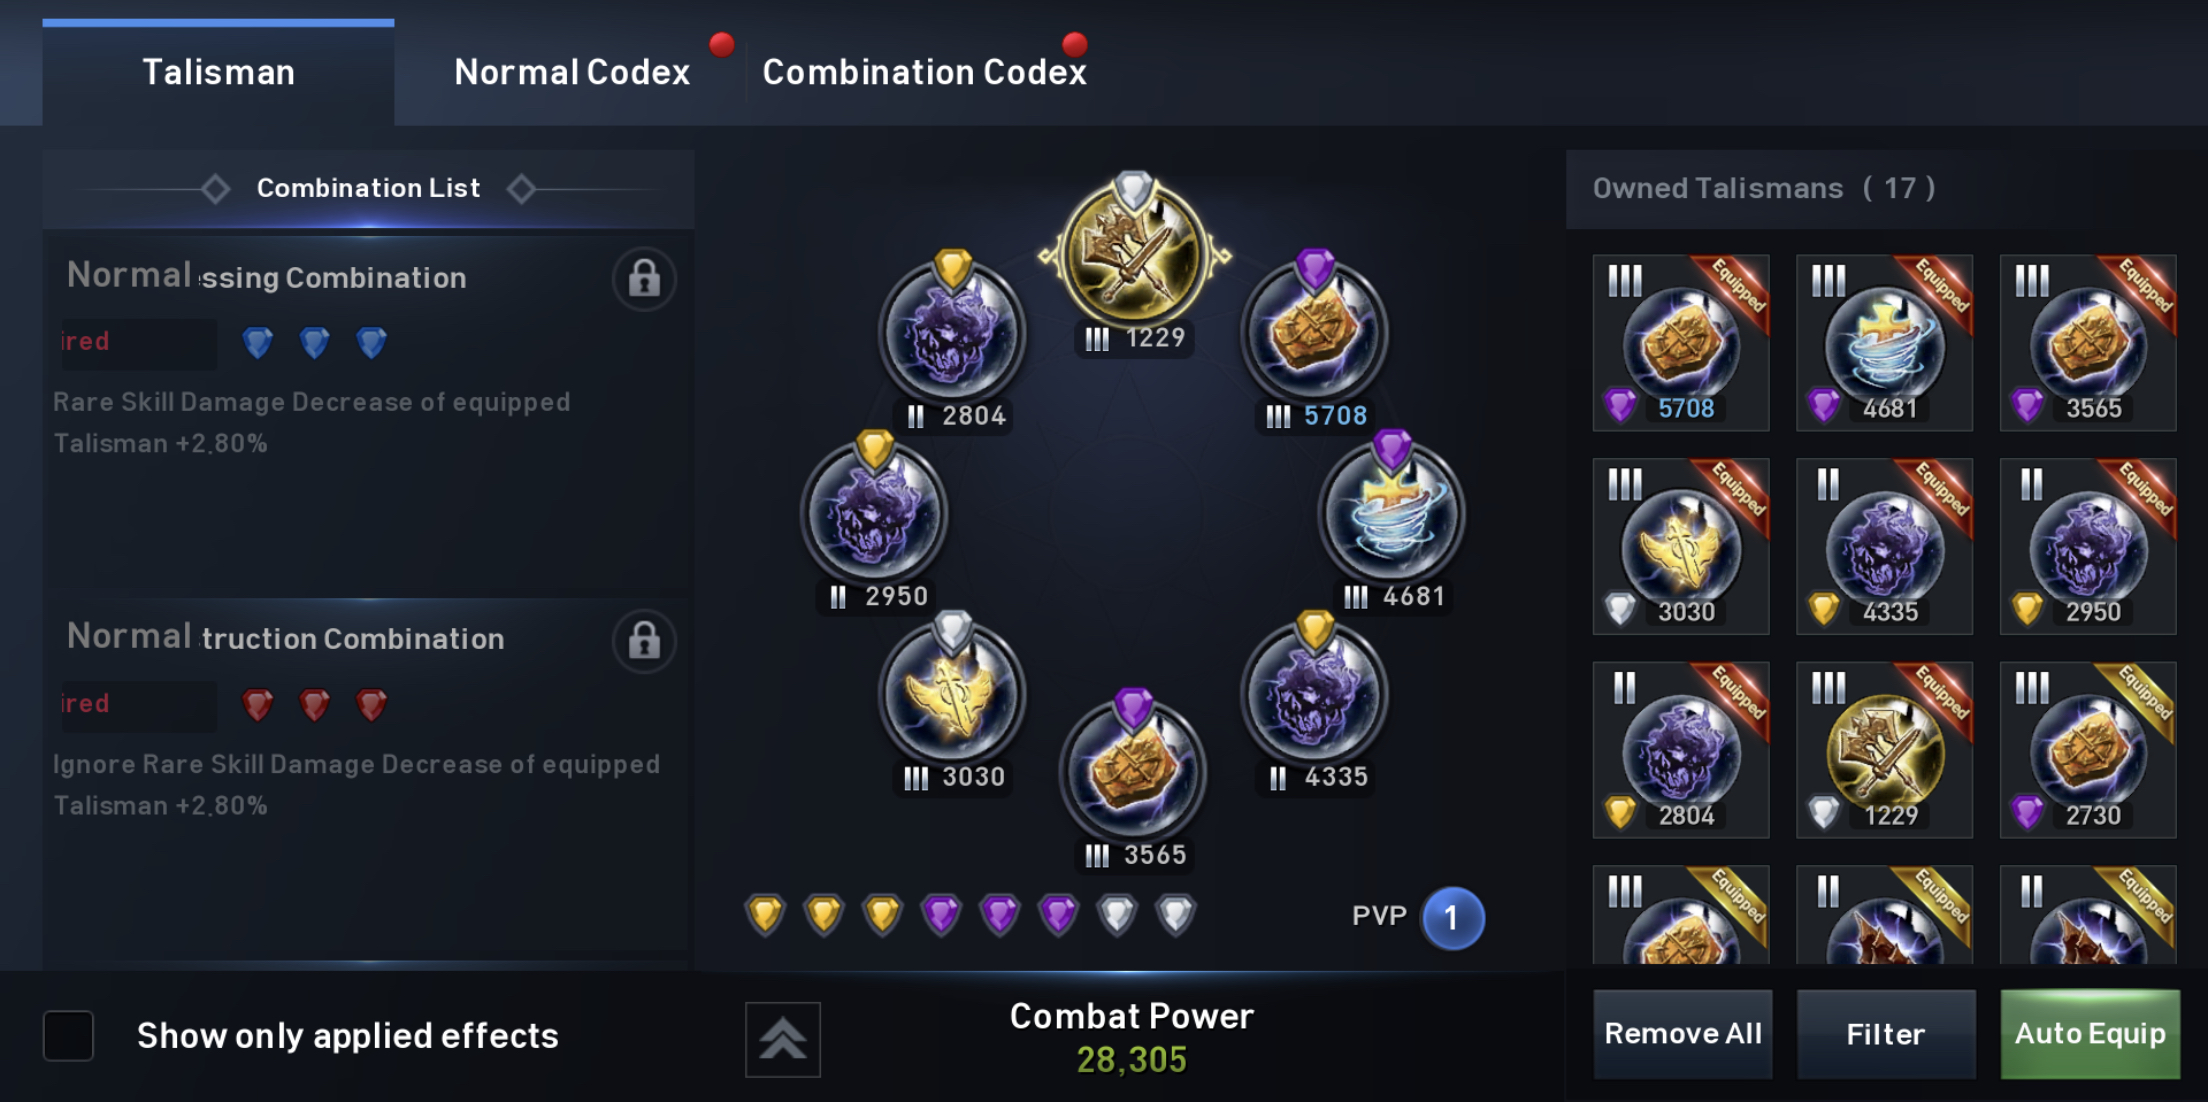 Talisman
Normal Codex
Combination Codex
Combination List
Normal ssing Combination
ired
Rare Skill Damage Decrease of equipped
Talisman +2.80%
Normal truction Combination
ired
Ignore Rare Skill Damage Decrease of equipped
Talisman +2.80%
Show only applied effects
III 1229
II 2804
III 5708
II 2950
III 4681
III 3030
II 4335
III 3565
PVP 1
Combat Power
28,305
Owned Talismans ( 17 )
III Equipped 5708
III Equipped 4681
III Equipped 3565
III Equipped 3030
II Equipped 4335
II Equipped 2950
II Equipped 2804
III Equipped 1229
III Equipped 2730
III Equipped
II Equipped
II Equipped
Remove All
Filter
Auto Equip